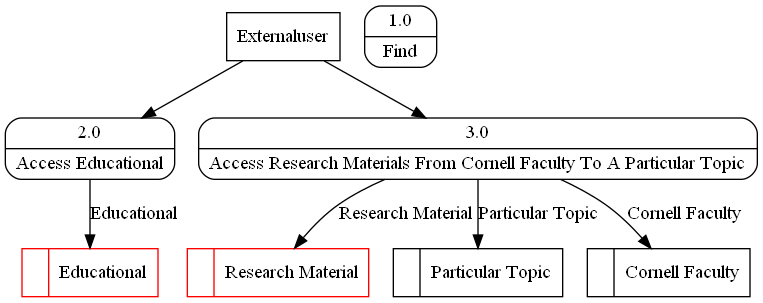 Externaluser
1.0
Find
2.0
Access Educational
3.0
Access Research Materials From Cornell Faculty To A Particular Topic
Educational
Research Material
Particular Topic
Cornell Faculty
Educational
Research Material
Particular Topic
Cornell Faculty